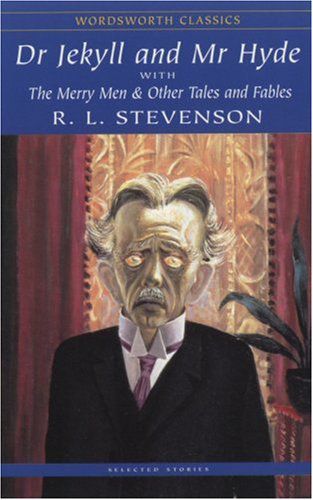 WORDSWORTH CLASSICS
Dr Jekyll and Mr Hyde
WITH
The Merry Men & Other Tales and Fables
R. L. STEVENSON
SELECTED STORIES